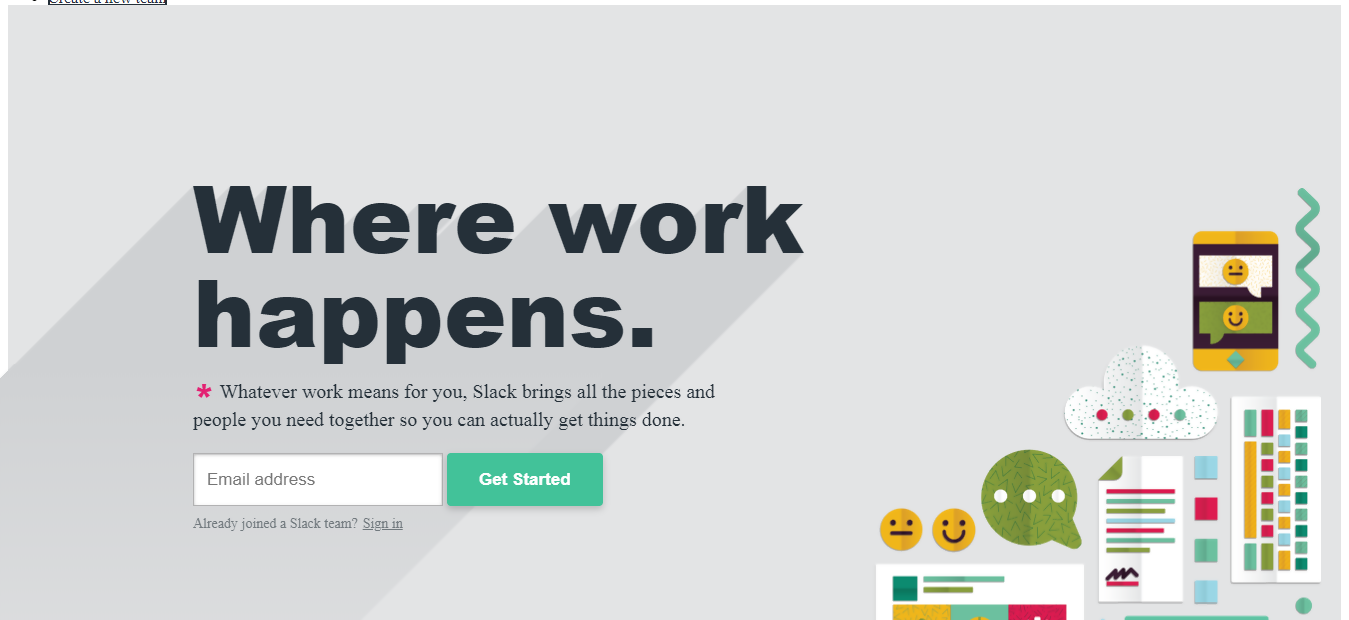 Create a new team
Where work
happens.
* Whatever work means for you, Slack brings all the pieces and
people you need together so you can actually get things done.
Email address
Get Started
Already joined a Slack team? Sign in